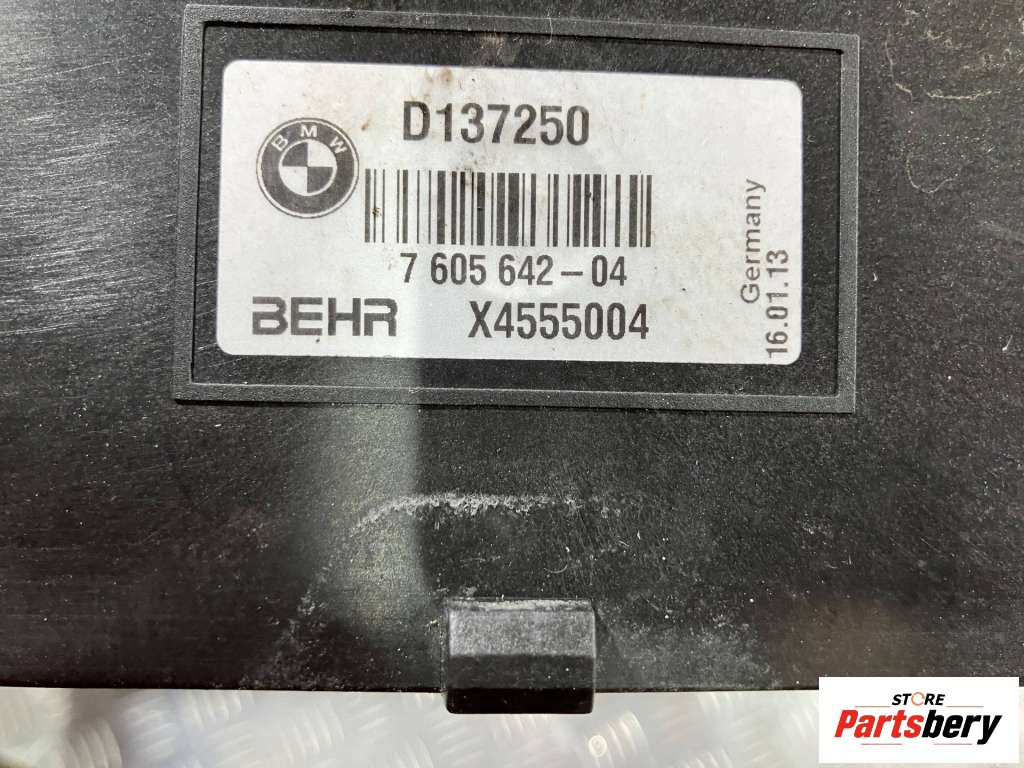 D137250
BMW
7 605 642-04
BEHR X4555004
Germany
16.01.13
STORE
Partsbery